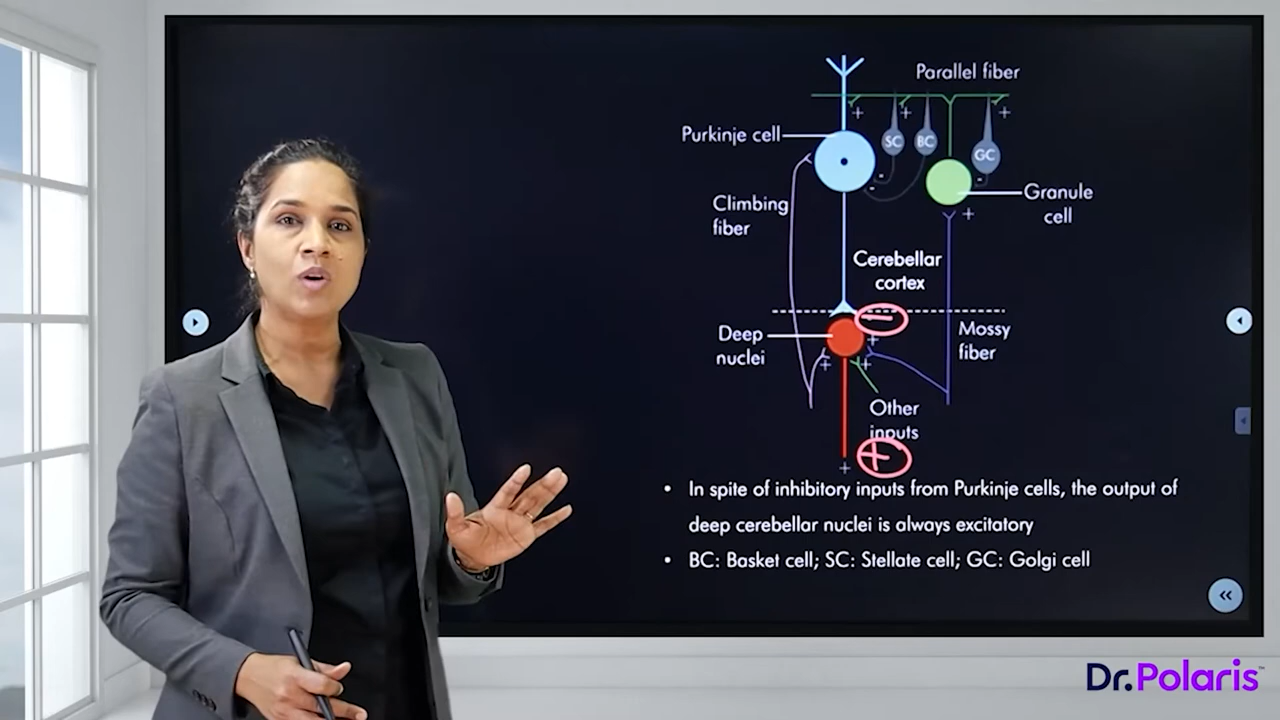 Parallel fiber
Purkinje cell
+
+
+
SC
BC
GC
-
-
Granule
cell
Climbing
fiber
+
Cerebellar
cortex
−
Deep
nuclei
+
Mossy
fiber
+
+
Other
inputs
+
+
• In spite of inhibitory inputs from Purkinje cells, the output of
deep cerebellar nuclei is always excitatory
• BC: Basket cell; SC: Stellate cell; GC: Golgi cell
«
Dr.Polaris™